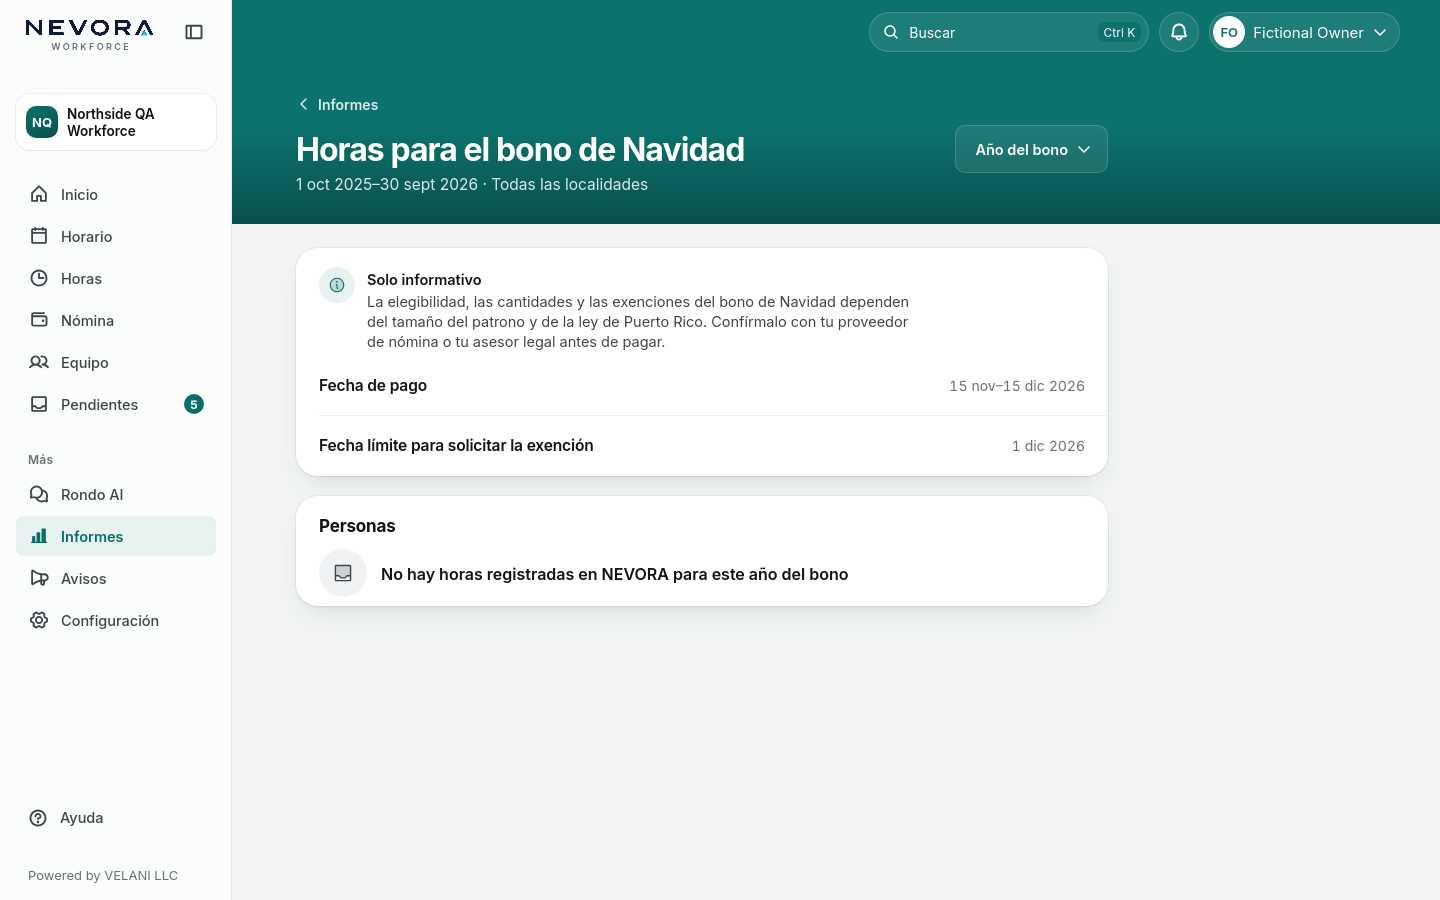 NEVORA
WORKFORCE
Buscar
Ctrl K
FO
Fictional Owner
NQ
Northside QA
Workforce
Inicio
Horario
Horas
Nómina
Equipo
Pendientes
5
Más
Rondo AI
Informes
Avisos
Configuración
Ayuda
Powered by VELANI LLC
Informes
Horas para el bono de Navidad
1 oct 2025–30 sept 2026 · Todas las localidades
Año del bono
Solo informativo
La elegibilidad, las cantidades y las exenciones del bono de Navidad dependen
del tamaño del patrono y de la ley de Puerto Rico. Confírmalo con tu proveedor
de nómina o tu asesor legal antes de pagar.
Fecha de pago
15 nov–15 dic 2026
Fecha límite para solicitar la exención
1 dic 2026
Personas
No hay horas registradas en NEVORA para este año del bono